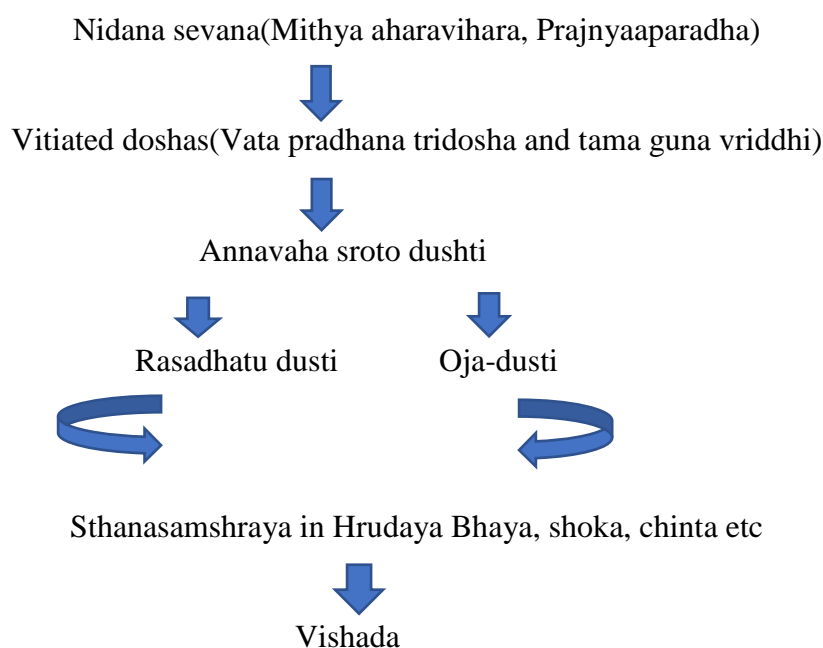 Nidana sevana(Mithya aharavihara, Prajnyaaparadha)
Vitiated doshas(Vata pradhana tridosha and tama guna vriddhi)
Annavaha sroto dushti
Rasadhatu dusti
Oja-dusti
Sthanasamshraya in Hrudaya Bhaya, shoka, chinta etc
Vishada